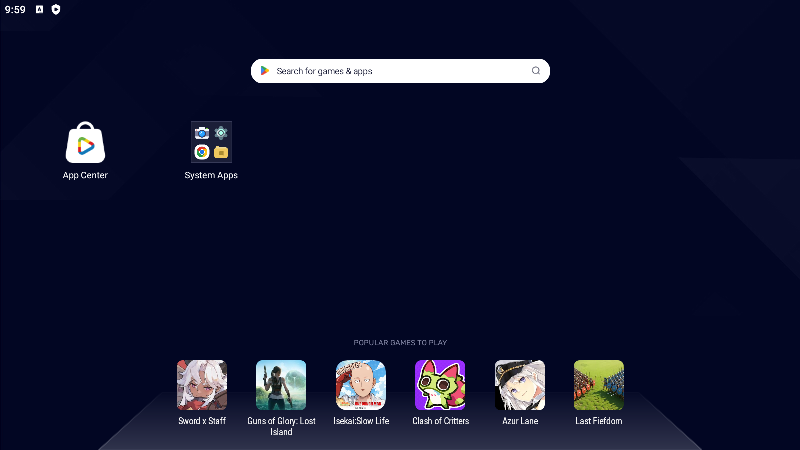 9:59
Search for games & apps
App Center
System Apps
POPULAR GAMES TO PLAY
Sword x Staff
Guns of Glory: Lost
Island
Isekai:Slow Life
Clash of Critters
Azur Lane
Last Fiefdom